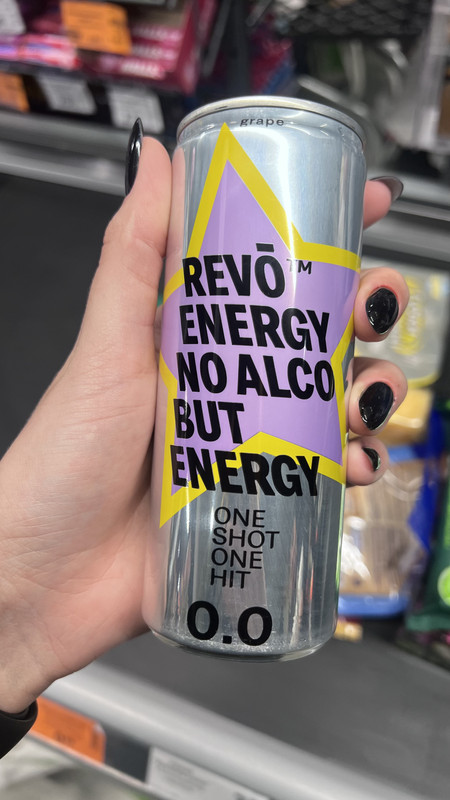 grape
REVŌ™
ENERGY
NO ALCO
BUT
ENERGY
ONE
SHOT
ONE
HIT
0.0